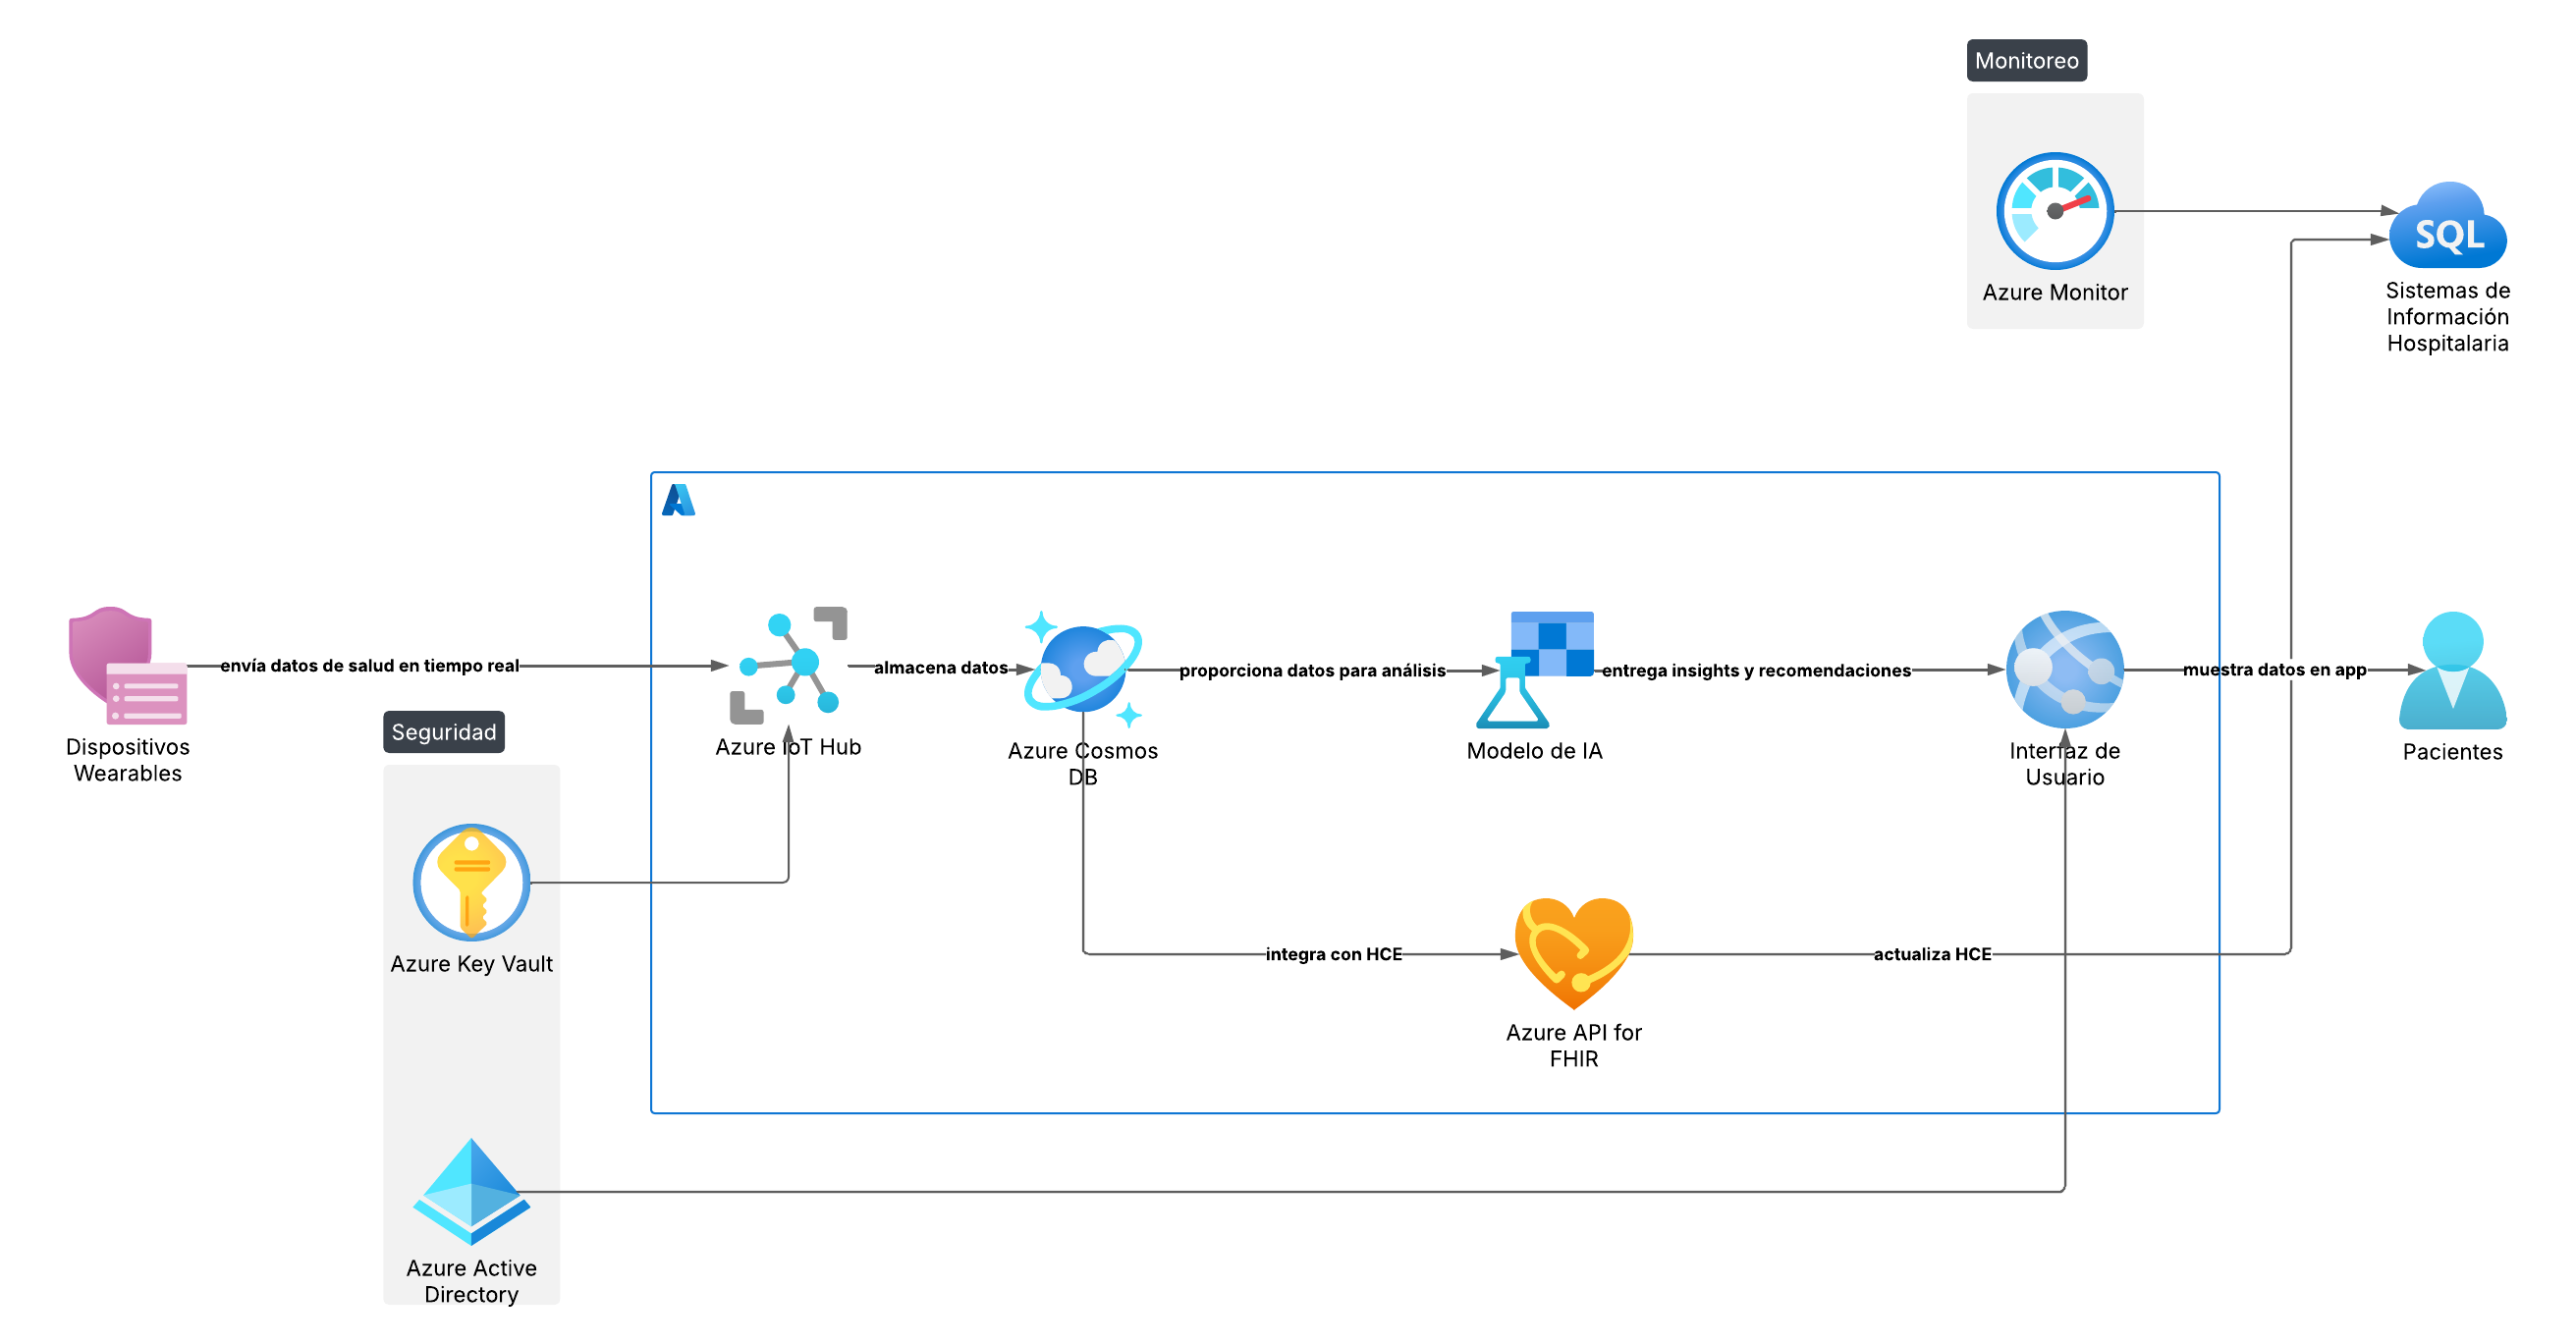 Monitoreo
Azure Monitor
SQL
Sistemas de
Información
Hospitalaria
envía datos de salud en tiempo real
almacena datos
proporciona datos para análisis
entrega insights y recomendaciones
muestra datos en app
Dispositivos
Wearables
Seguridad
Azure IoT Hub
Azure Cosmos
DB
Modelo de IA
Interfaz de
Usuario
Pacientes
Azure Key Vault
integra con HCE
actualiza HCE
Azure API for
FHIR
Azure Active
Directory